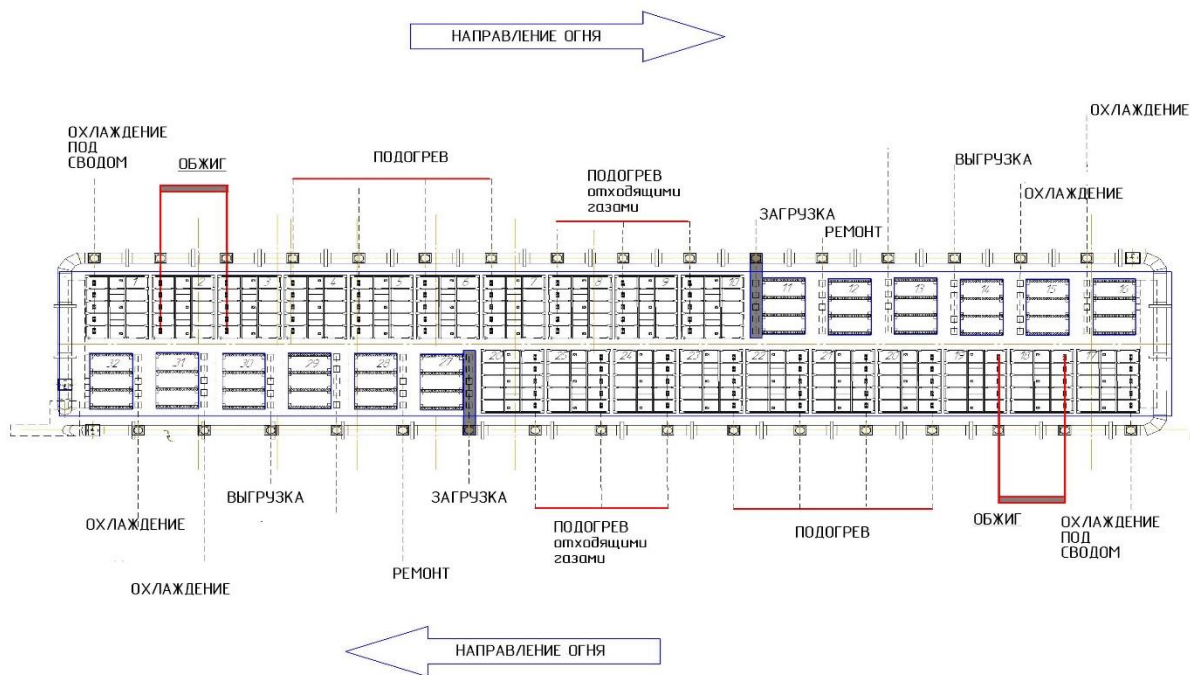 НАПРАВЛЕНИЕ ОГНЯ
ОХЛАЖДЕНИЕ
ПОД
СВОДОМ
ОБЖИГ
ПОДОГРЕВ
ПОДОГРЕВ
отходящими
газами
ЗАГРУЗКА
РЕМОНТ
ВЫГРУЗКА
ОХЛАЖДЕНИЕ
ОХЛАЖДЕНИЕ
1 2 3 4 5 6 7 8 9 10 11 12 13 14 15 16
32 31 30 29 28 27 26 25 24 23 22 21 20 19 18 17
ОХЛАЖДЕНИЕ
ОХЛАЖДЕНИЕ
ВЫГРУЗКА
РЕМОНТ
ЗАГРУЗКА
ПОДОГРЕВ
отходящими
газами
ПОДОГРЕВ
ОБЖИГ
ОХЛАЖДЕНИЕ
ПОД
СВОДОМ
НАПРАВЛЕНИЕ ОГНЯ